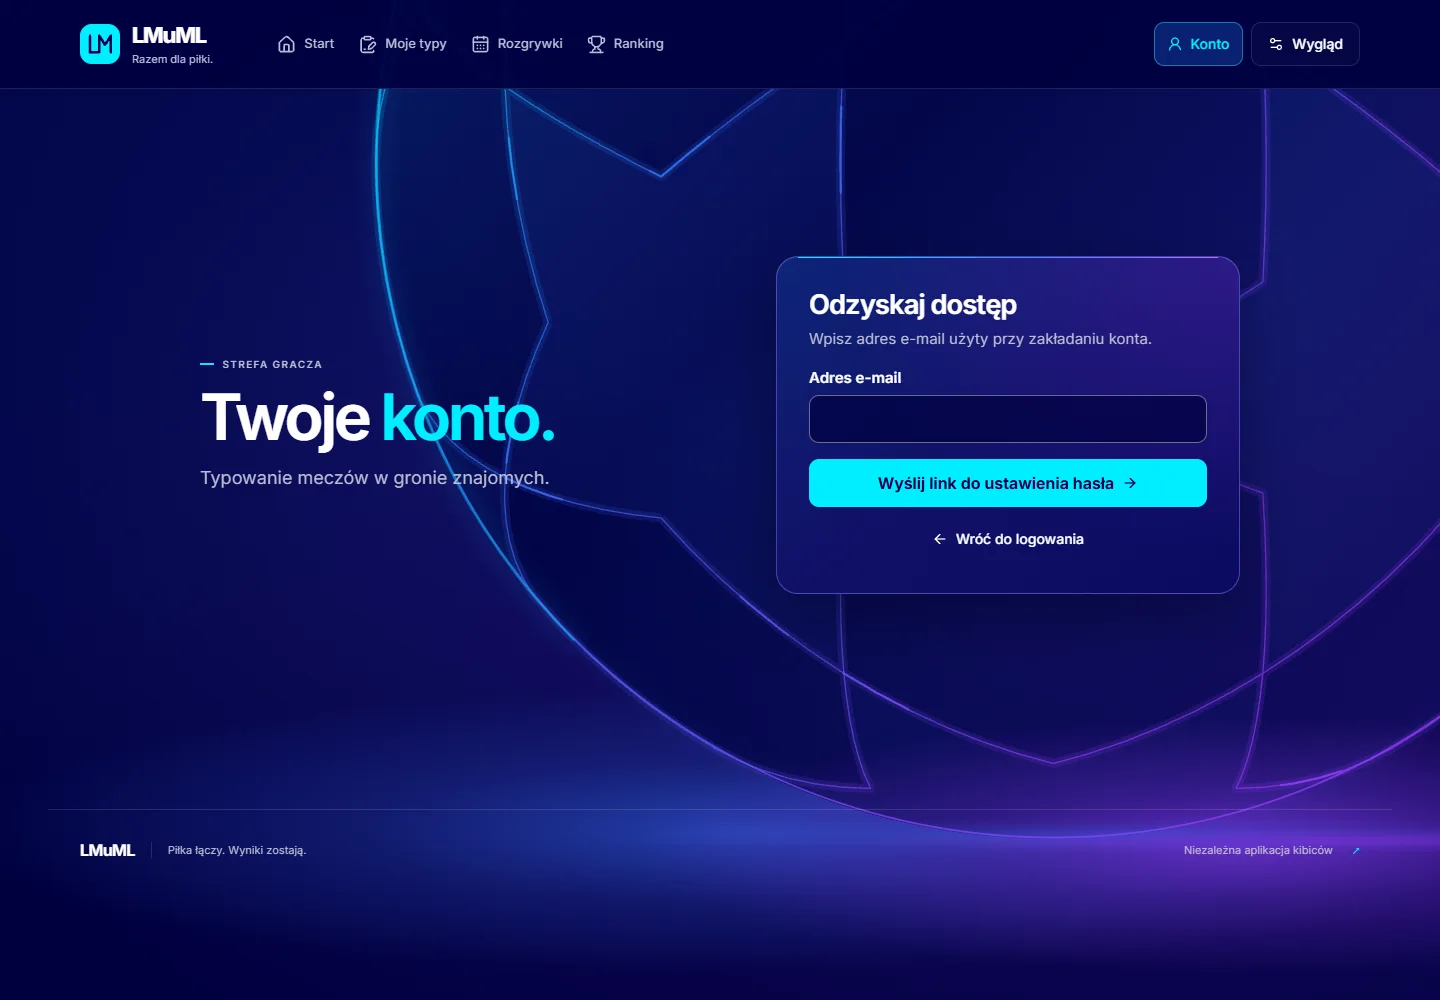 LM
LMuML
Razem dla piłki.
Start
Moje typy
Rozgrywki
Ranking
Konto
Wygląd
STREFA GRACZA
Twoje konto.
Typowanie meczów w gronie znajomych.
Odzyskaj dostęp
Wpisz adres e-mail użyty przy zakładaniu konta.
Adres e-mail
Wyślij link do ustawienia hasła →
← Wróć do logowania
LMuML
Piłka łączy. Wyniki zostają.
Niezależna aplikacja kibiców ↗